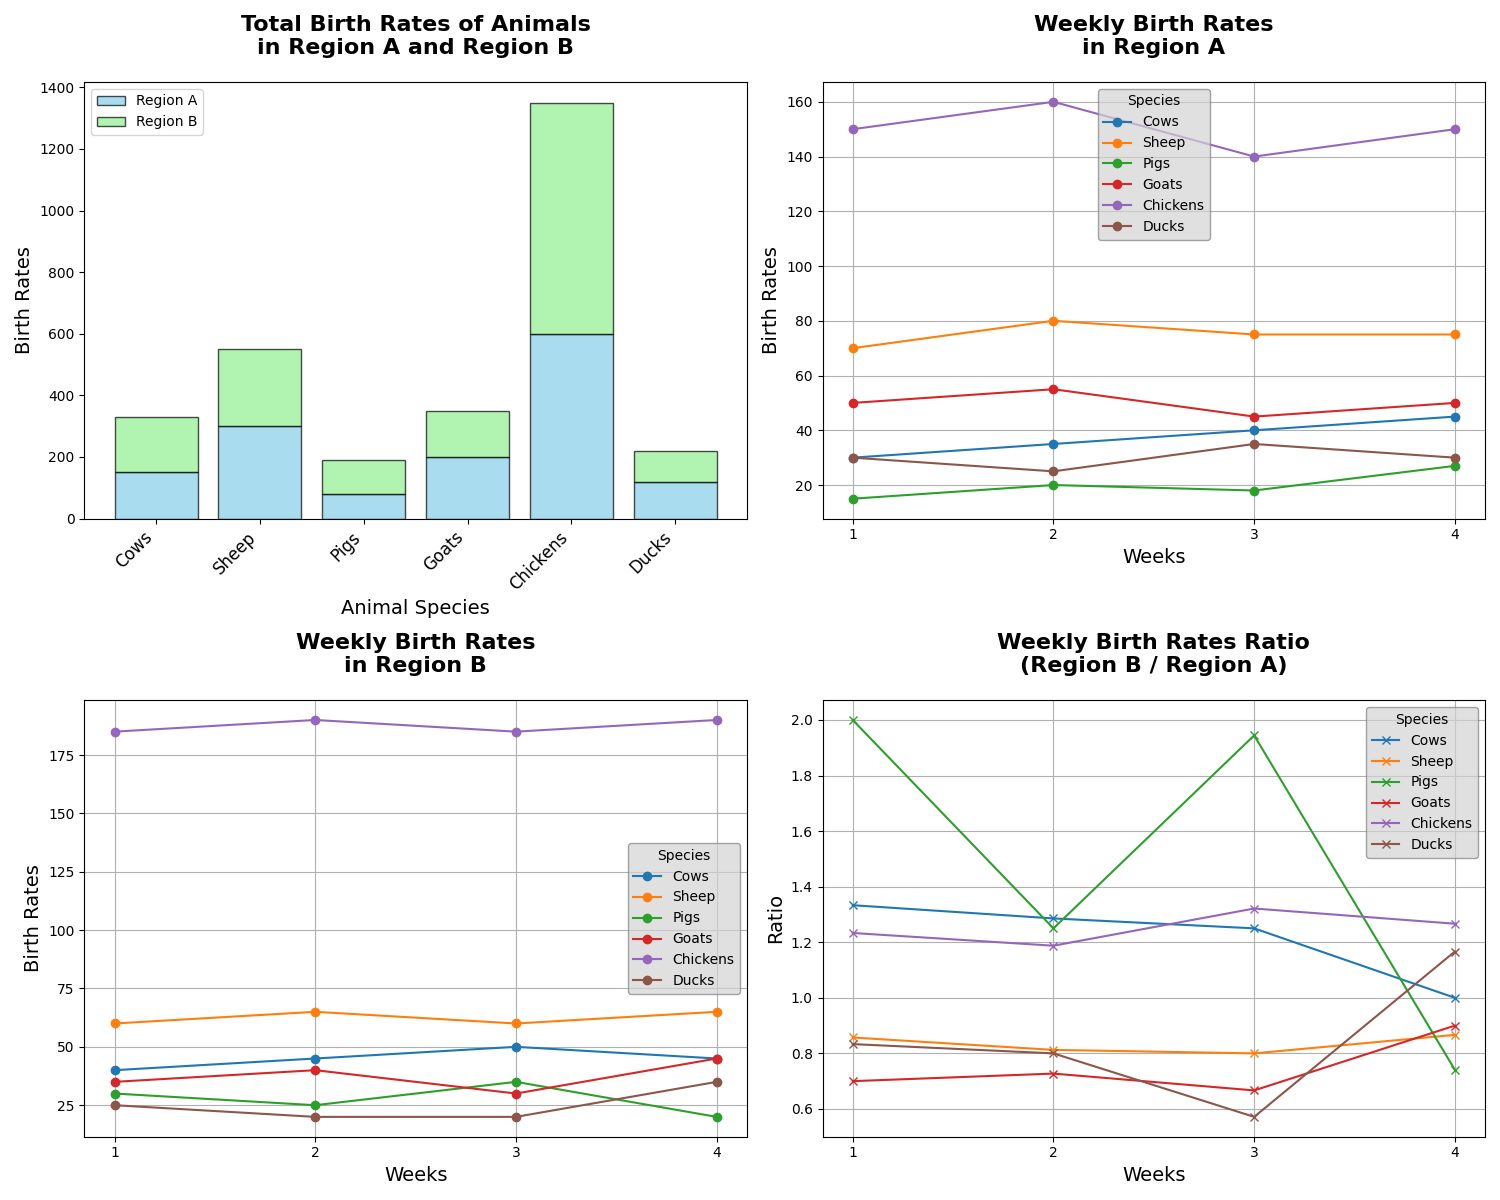 Total Birth Rates of Animals
in Region A and Region B
1400
1200
1000
800
600
400
200
0
Birth Rates
Region A
Region B
Cows
Sheep
Pigs
Goats
Chickens
Ducks
Animal Species
Weekly Birth Rates
in Region A
160
140
120
100
80
60
40
20
Birth Rates
Species
Cows
Sheep
Pigs
Goats
Chickens
Ducks
1
2
3
4
Weeks
Weekly Birth Rates
in Region B
175
150
125
100
75
50
25
Birth Rates
Species
Cows
Sheep
Pigs
Goats
Chickens
Ducks
1
2
3
4
Weeks
Weekly Birth Rates Ratio
(Region B / Region A)
2.0
1.8
1.6
1.4
1.2
1.0
0.8
0.6
Ratio
Species
Cows
Sheep
Pigs
Goats
Chickens
Ducks
1
2
3
4
Weeks